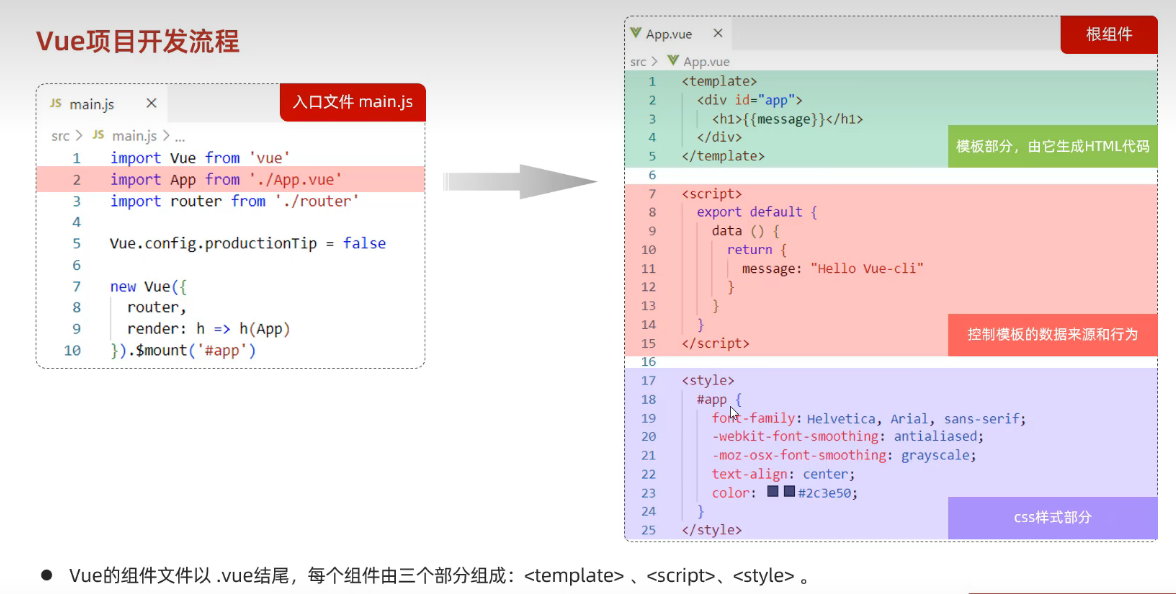 Vue项目开发流程
JS main.js ×
入口文件 main.js
src > JS main.js > ...
1 import Vue from 'vue'
2 import App from './App.vue'
3 import router from './router'
4
5 Vue.config.productionTip = false
6
7 new Vue({
8 router,
9 render: h => h(App)
10 }).$mount('#app')
App.vue ×
根组件
src > App.vue
1 <template>
2 <div id="app">
3 <h1>{{message}}</h1>
4 </div>
5 </template>
模板部分，由它生成HTML代码
6
7 <script>
8 export default {
9 data () {
10 return {
11 message: "Hello Vue-cli"
12 }
13 }
14 }
15 </script>
控制模板的数据来源和行为
16
17 <style>
18 #app {
19 font-family: Helvetica, Arial, sans-serif;
20 -webkit-font-smoothing: antialiased;
21 -moz-osx-font-smoothing: grayscale;
22 text-align: center;
23 color: #2c3e50;
24 }
25 </style>
css样式部分
● Vue的组件文件以 .vue结尾，每个组件由三个部分组成：<template> 、<script>、<style> 。